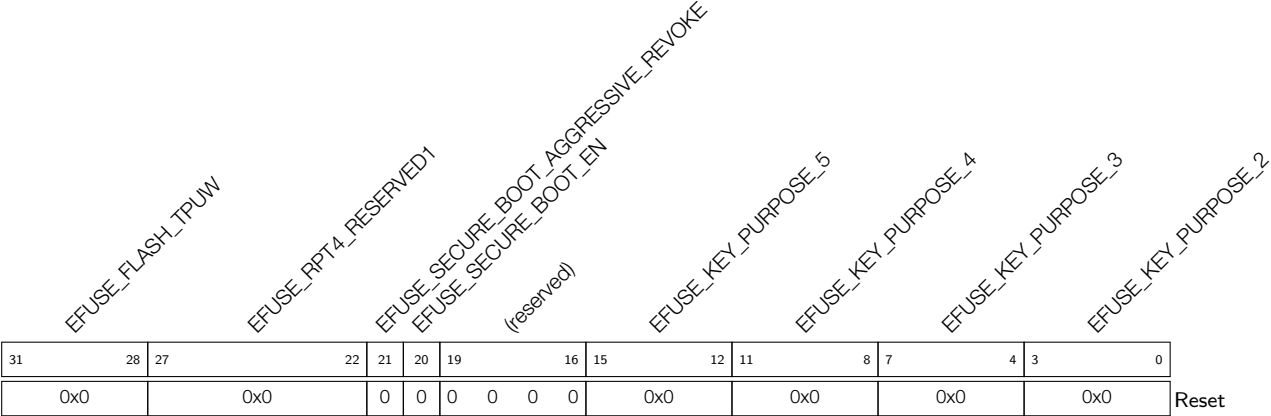 EFUSE_FLASH_TPUW
EFUSE_RPT4_RESERVED1
EFUSE_SECURE_BOOT_AGGRESSIVE_REVOKE
EFUSE_SECURE_BOOT_EN
(reserved)
EFUSE_KEY_PURPOSE_5
EFUSE_KEY_PURPOSE_4
EFUSE_KEY_PURPOSE_3
EFUSE_KEY_PURPOSE_2
31 28 27 22 21 20 19 16 15 12 11 8 7 4 3 0
0x0 0x0 0 0 0 0 0 0 0x0 0x0 0x0 0x0 Reset